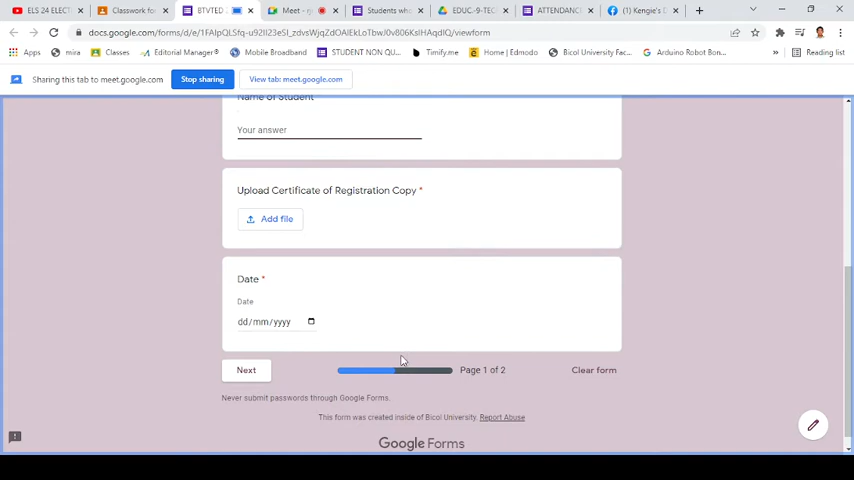 ELS 24 ELECT
Classwork fo
BTVTED
Meet -
Students who
EDUC.-9-TEC
ATTENDANCE
Kengie's D
docs.google.com/forms/d/e/
/viewform
Apps
mira
Classes
Editorial Manager®
Mobile Broadband
STUDENT NON QU...
Timify.me
Home | Edmodo
Bicol University Fac...
Arduino Robot Bon...
»
Reading list
Sharing this tab to meet.google.com
Stop sharing
View tab: meet.google.com
Name of Student
Your answer
Upload Certificate of Registration Copy *
Add file
Date *
Date
dd/mm/yyyy
Next
Page 1 of 2
Clear form
Never submit passwords through Google Forms.
This form was created inside of Bicol University. Report Abuse
Google Forms